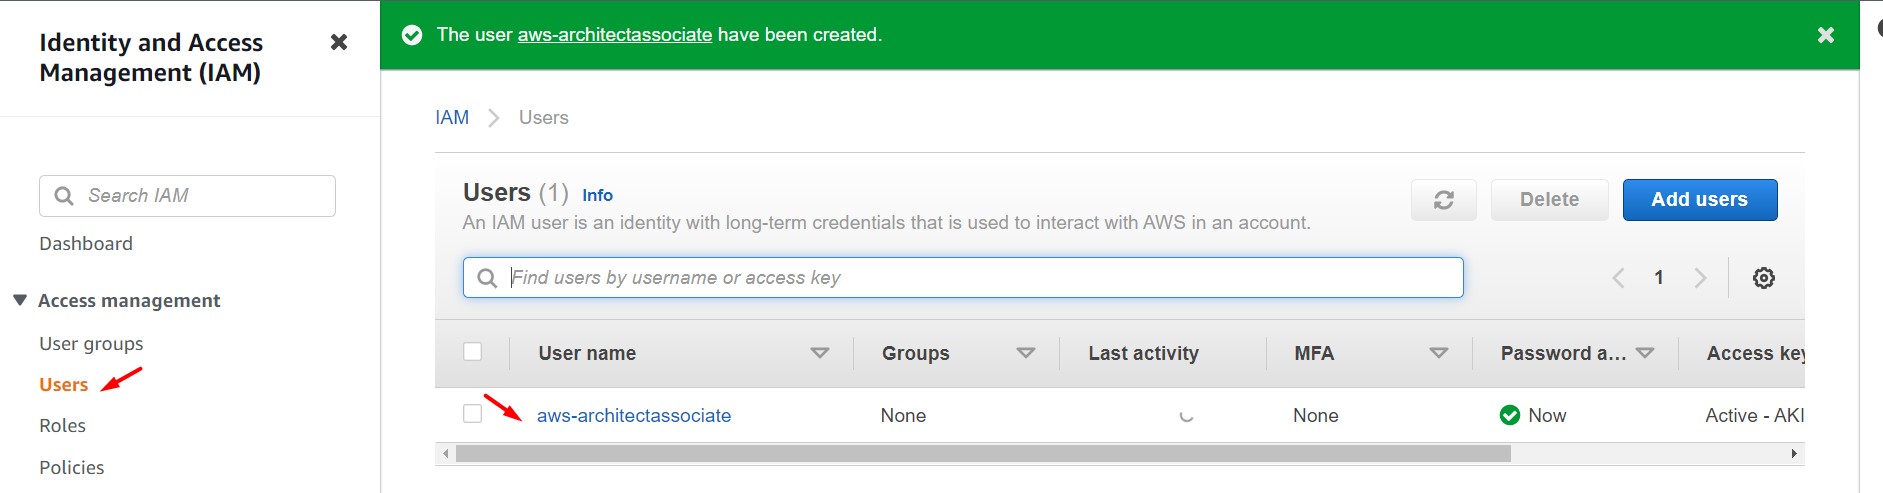 Identity and Access
Management (IAM)
Search IAM
Dashboard
Access management
User groups
Users
Roles
Policies
The user aws-architectassociate have been created.
IAM Users
Users (1) Info
An IAM user is an identity with long-term credentials that is used to interact with AWS in an account.
Delete
Add users
Find users by username or access key
1
User name Groups Last activity MFA Password a... Access key
aws-architectassociate None None Now Active - AKI